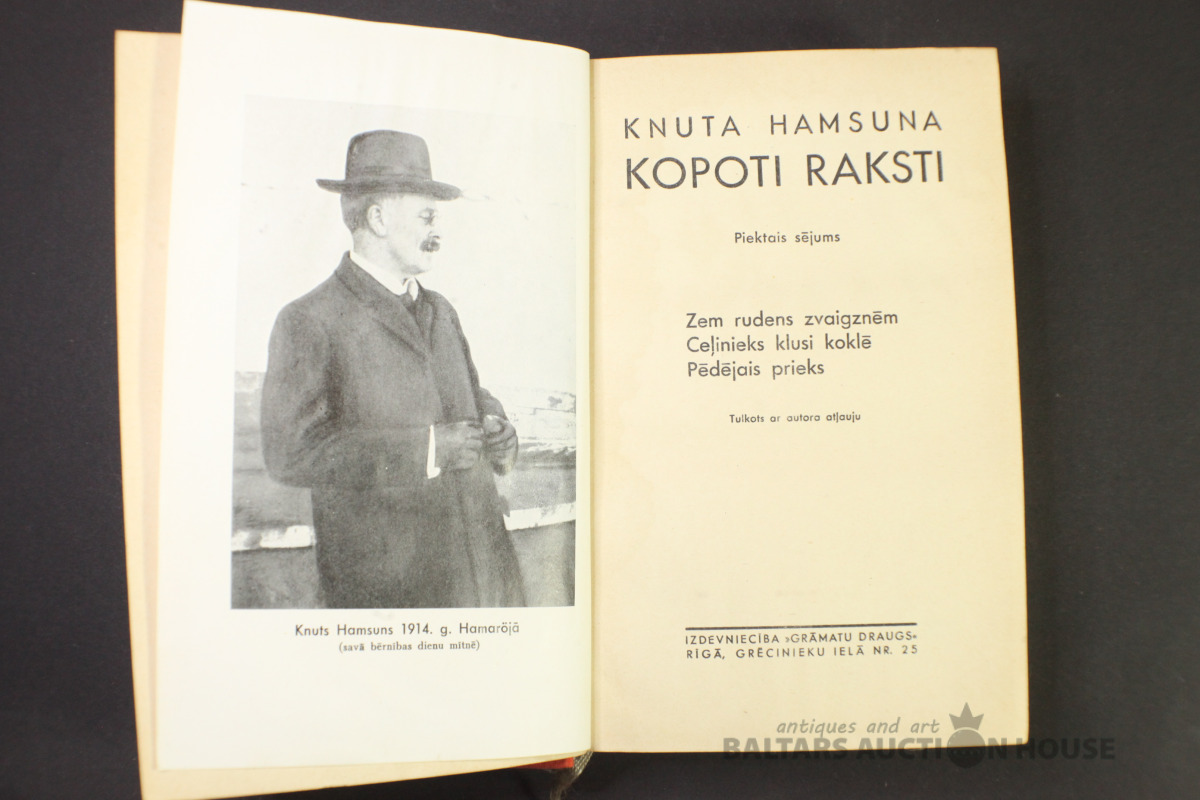 Knuts Hamsuns 1914. g. Hamaröjā
(savā bērnības dienu mītnē)
KNUTA HAMSUNA
KOPOTI RAKSTI
Piektais sējums
Zem rudens zvaigznēm
Ceļinieks klusi koklē
Pēdējais prieks
Tulkots ar autora atļauju
IZDEVNIECĪBA »GRĀMATU DRAUGS«
RĪGĀ, GRĒCINIEKU IELĀ NR. 25
antiques and art
BALTARS AUCTION HOUSE